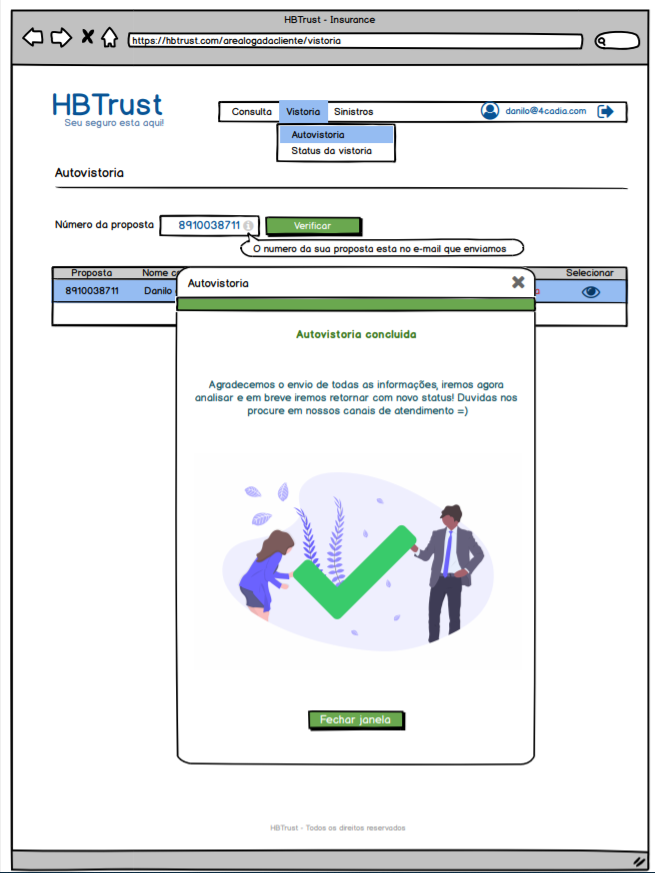 HBTrust - Insurance
https://hbtrust.com/arealogadacliente/vistoria
HBTrust
Seu seguro esta aqui!
Consulta Vistoria Sinistros danilo@4cadia.com
Autovistoria
Status da vistoria
Autovistoria
Número da proposta 8910038711 Verificar
O numero da sua proposta esta no e-mail que enviamos
Proposta Nome Selecionar
8910038711 Danilo
Autovistoria
Autovistoria concluida
Agradecemos o envio de todas as informações, iremos agora
analisar e em breve iremos retornar com novo status! Duvidas nos
procure em nossos canais de atendimento =)
Fechar janela
HBTrust - Todos os direitos reservados